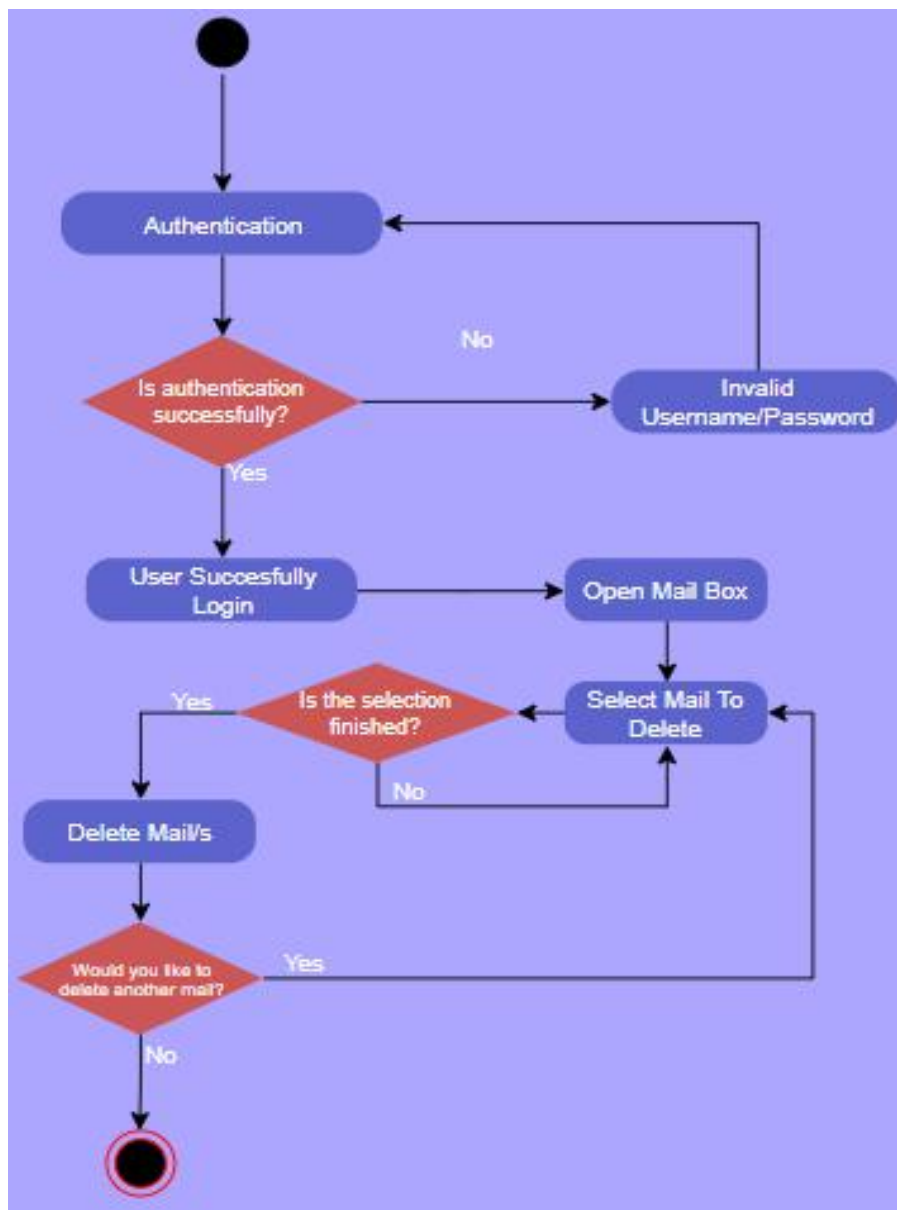 Authentication
No
Is authentication
successfully?
Invalid
Username/Password
Yes
User Succesfully
Login
Open Mail Box
Yes
Is the selection
finished?
Select Mail To
Delete
No
Delete Mail/s
Would you like to
delete another mail?
Yes
No